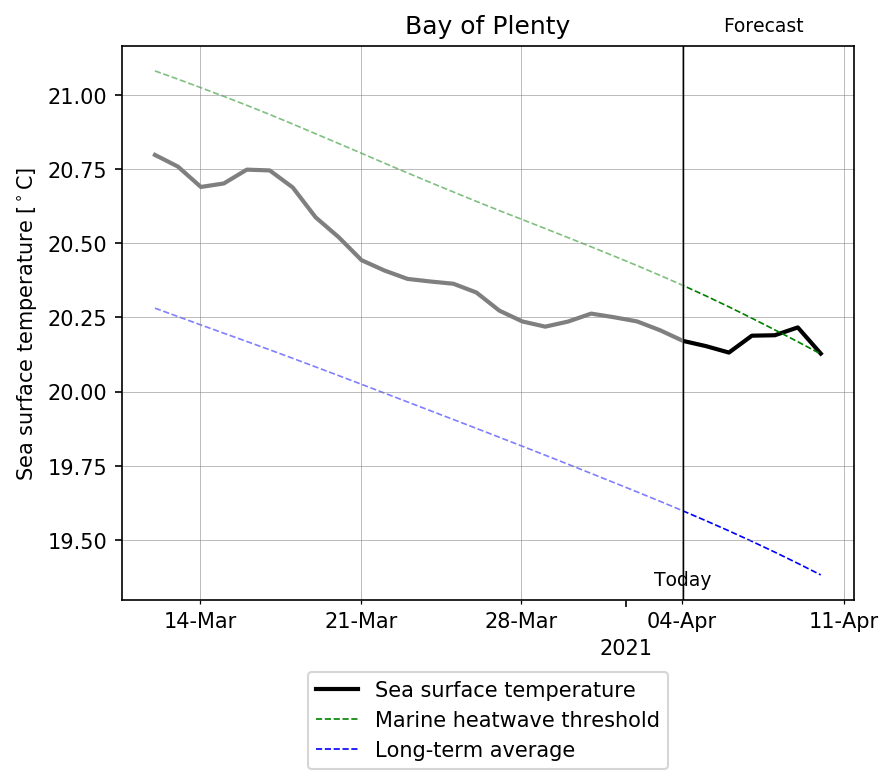 Bay of Plenty
Forecast
Sea surface temperature [°C]
21.00
20.75
20.50
20.25
20.00
19.75
19.50
Today
14-Mar 21-Mar 28-Mar 04-Apr 11-Apr
2021
Sea surface temperature
Marine heatwave threshold
Long-term average